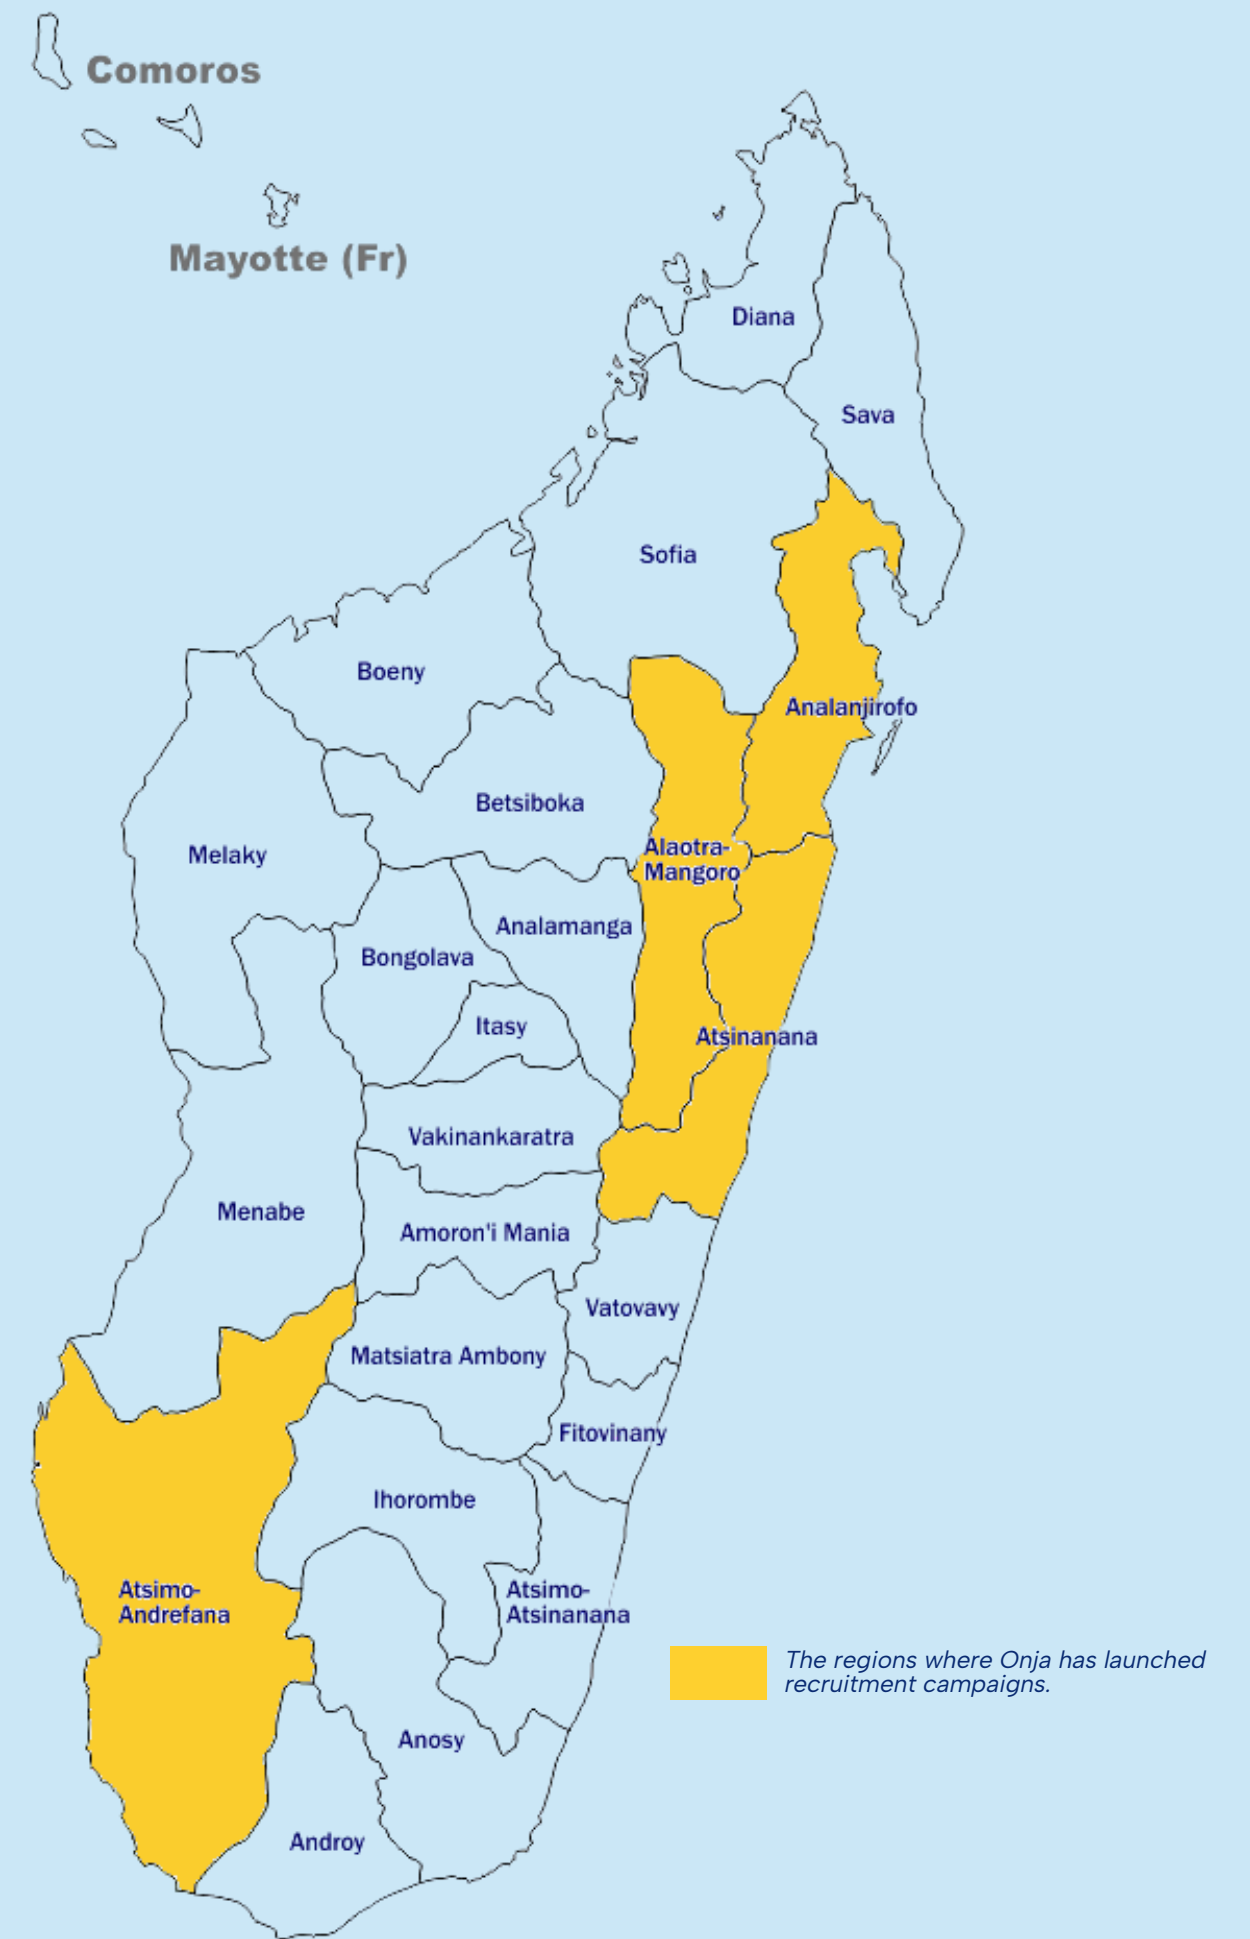 Comoros
Mayotte (Fr)
Diana
Sava
Sofia
Boeny
Analanjirofo
Betsiboka
Melaky
Alaotra-
Mangoro
Analamanga
Bongolava
Itasy
Atsinanana
Vakinankaratra
Menabe
Amoron'i Mania
Vatovavy
Matsiatra Ambony
Fitovinany
Ihorombe
Atsimo-
Andrefana
Atsimo-
Atsinanana
The regions where Onja has launched
recruitment campaigns.
Anosy
Androy